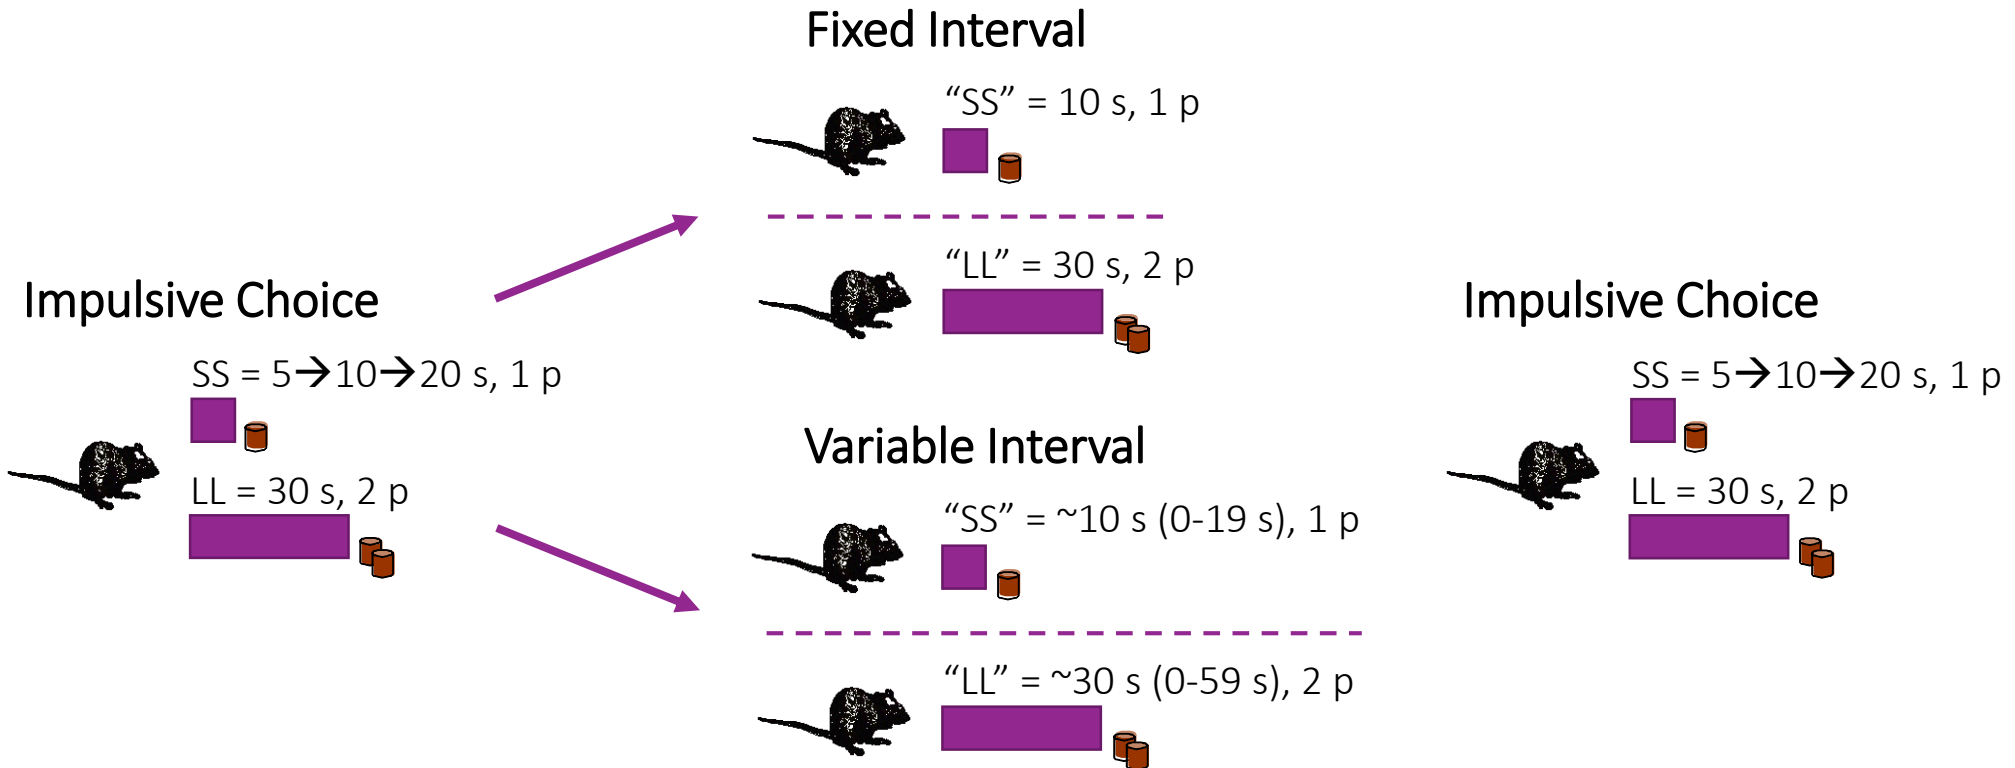 Impulsive Choice
SS = 5→10→20 s, 1 p
LL = 30 s, 2 p
Fixed Interval
“SS” = 10 s, 1 p
“LL” = 30 s, 2 p
Variable Interval
“SS” = ~10 s (0-19 s), 1 p
“LL” = ~30 s (0-59 s), 2 p
Impulsive Choice
SS = 5→10→20 s, 1 p
LL = 30 s, 2 p